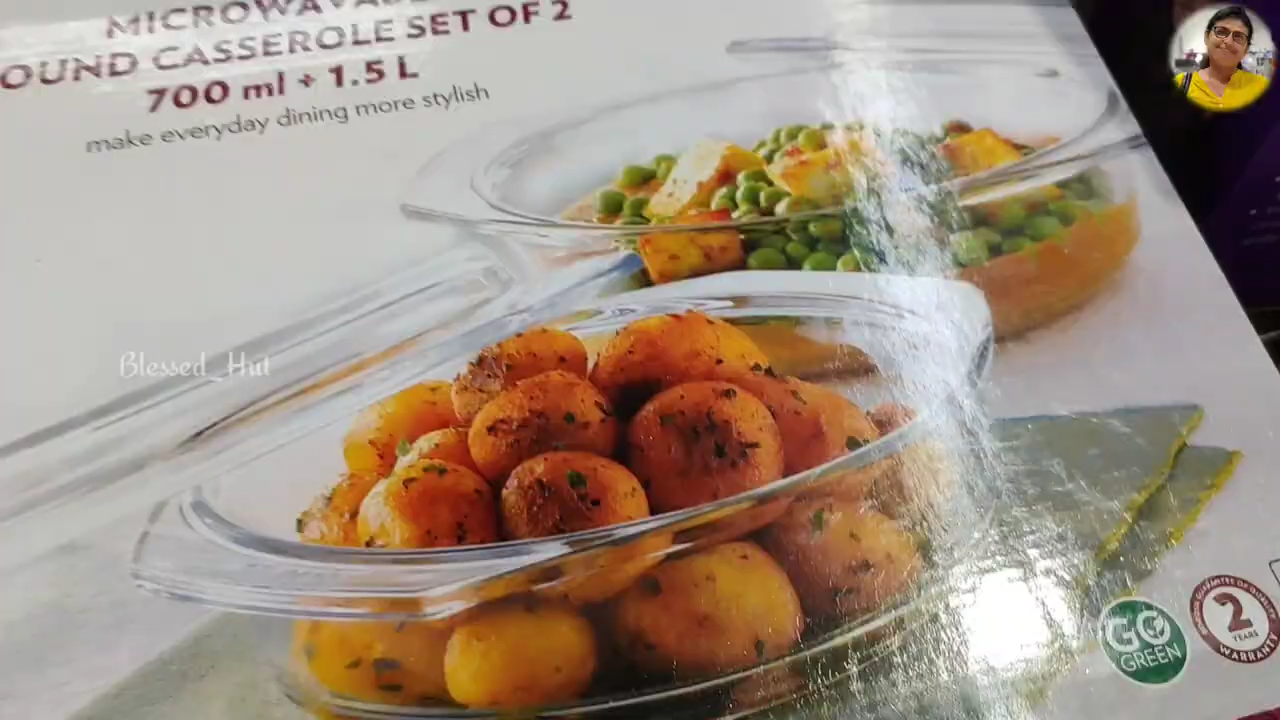 MICROWAVABLE
OUND CASSEROLE SET OF 2
700 ml + 1.5 L
make everyday dining more stylish
Blessed_Hut
GO
GREEN
2
YEARS
WARRANTY